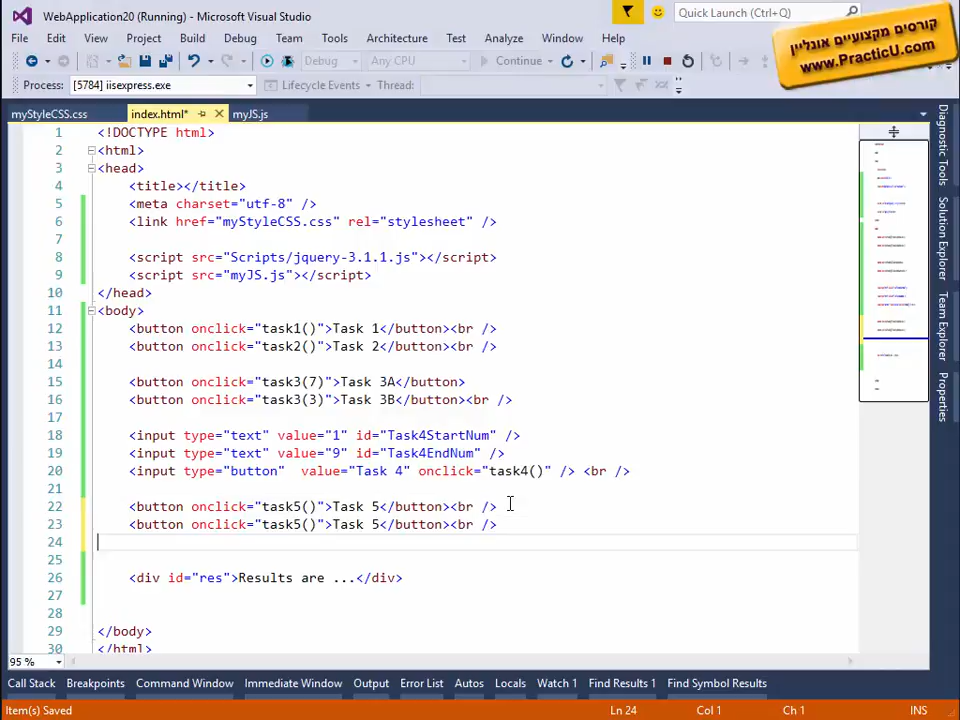 WebApplication20 (Running) - Microsoft Visual Studio
Quick Launch (Ctrl+Q)
קורסים מקצועיים אונליין
www.PracticU.com
File Edit View Project Build Debug Team Tools Architecture Test Analyze Window Help
Debug Any CPU Continue
Process: [5784] iisexpress.exe Lifecycle Events Thread:
myStyleCSS.css index.html* myJS.js
1 <!DOCTYPE html>
2 <html>
3 <head>
4 <title></title>
5 <meta charset="utf-8" />
6 <link href="myStyleCSS.css" rel="stylesheet" />
7
8 <script src="Scripts/jquery-3.1.1.js"></script>
9 <script src="myJS.js"></script>
10 </head>
11 <body>
12 <button onclick="task1()">Task 1</button><br />
13 <button onclick="task2()">Task 2</button><br />
14
15 <button onclick="task3(7)">Task 3A</button>
16 <button onclick="task3(3)">Task 3B</button><br />
17
18 <input type="text" value="1" id="Task4StartNum" />
19 <input type="text" value="9" id="Task4EndNum" />
20 <input type="button"  value="Task 4" onclick="task4()" /> <br />
21
22 <button onclick="task5()">Task 5</button><br />
23 <button onclick="task5()">Task 5</button><br />
24
25
26 <div id="res">Results are ...</div>
27
28
29 </body>
30 </html>
Diagnostic Tools
Solution Explorer
Team Explorer
Properties
95 %
Call Stack Breakpoints Command Window Immediate Window Output Error List Autos Locals Watch 1 Find Results 1 Find Symbol Results
Item(s) Saved Ln 24 Col 1 Ch 1 INS